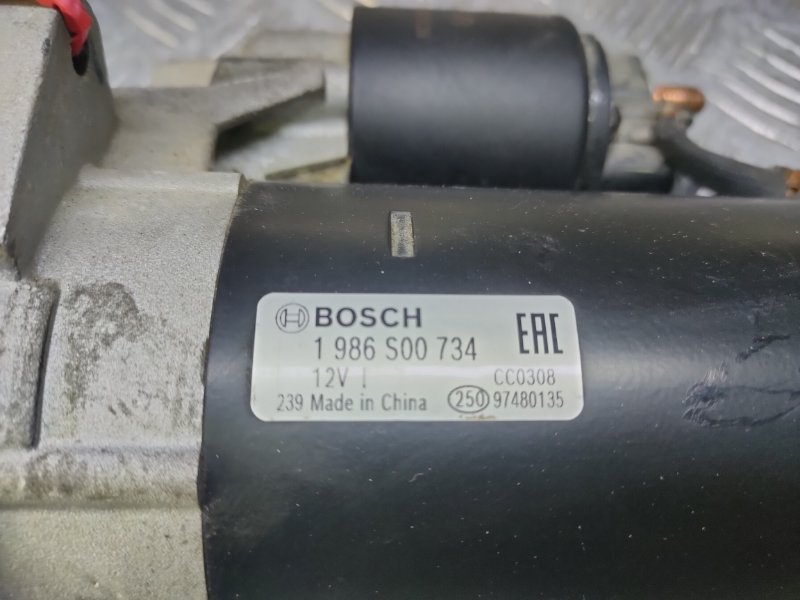 BOSCH
1 986 S00 734
EAC
12V
CC0308
239 Made in China
250 97480135